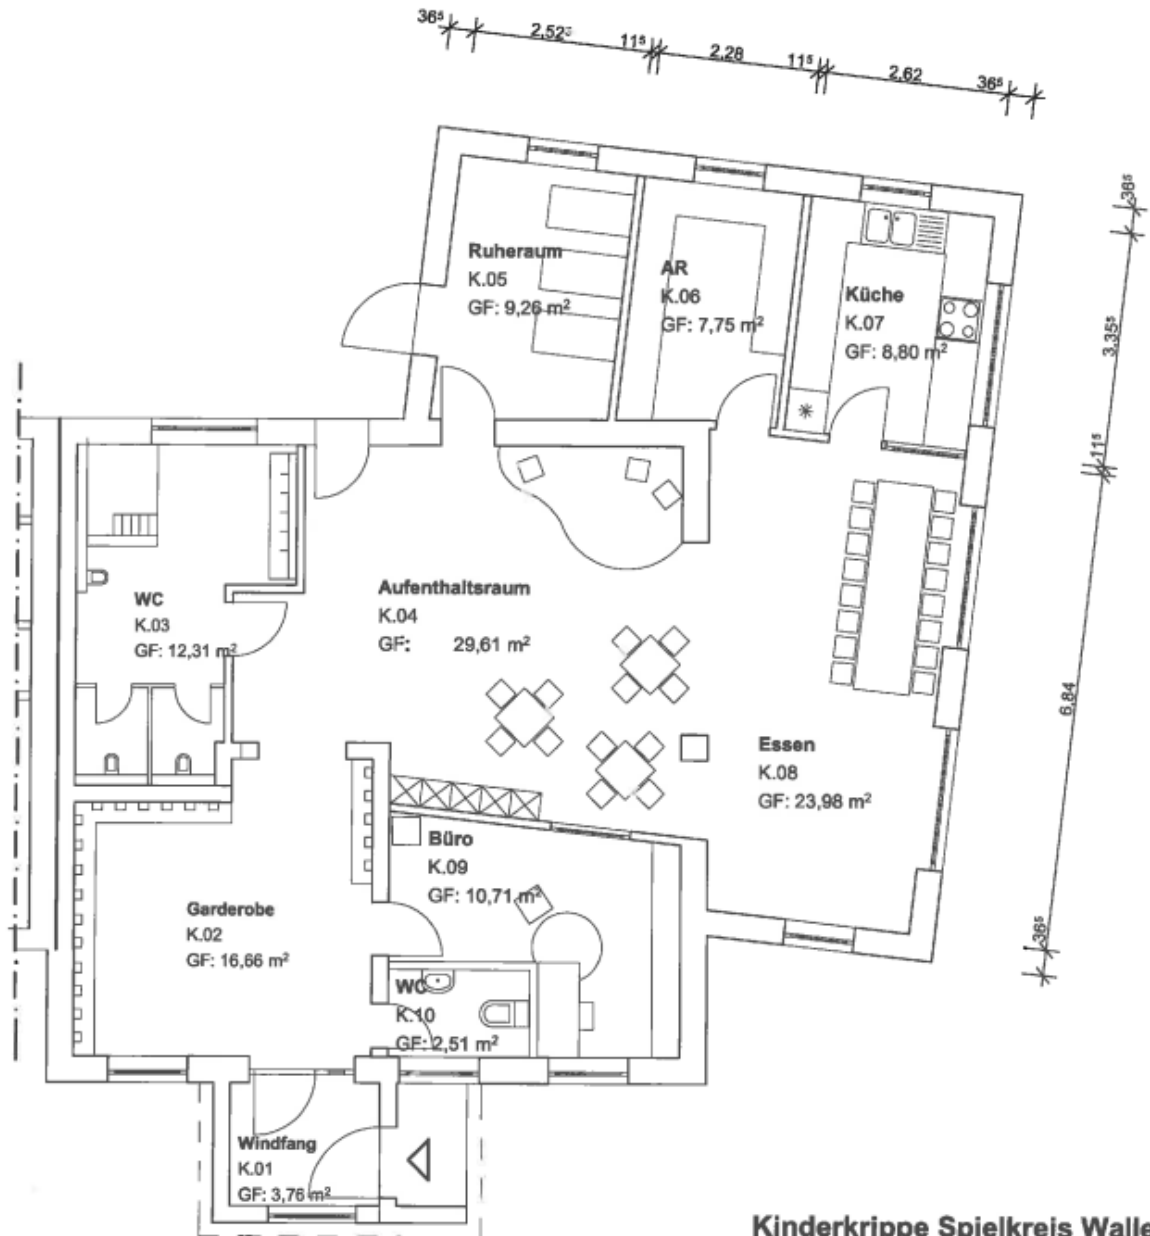 36⁵ 2,52⁵ 11⁵ 2,28 11⁵ 2,62 36⁵
36⁵
3,35⁵
11⁵
6,84
36⁵
Ruheraum
K.05
GF: 9,26 m²
AR
K.06
GF: 7,75 m²
Küche
K.07
GF: 8,80 m²
WC
K.03
GF: 12,31 m²
Aufenthaltsraum
K.04
GF: 29,61 m²
Essen
K.08
GF: 23,98 m²
Büro
K.09
GF: 10,71 m²
Garderobe
K.02
GF: 16,66 m²
WC
K.10
GF: 2,51 m²
Windfang
K.01
GF: 3,76 m²
Kinderkrippe Spielkreis Walle